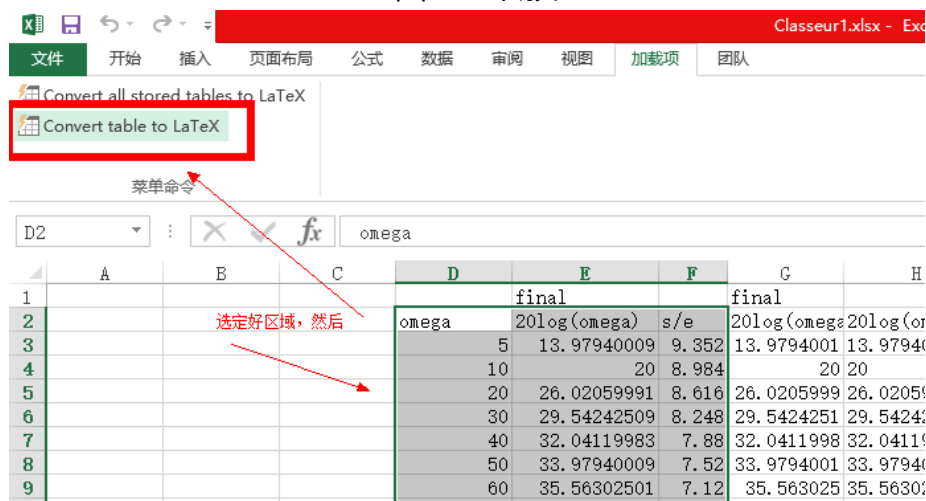 Classeur1.xlsx - Exc
文件 开始 插入 页面布局 公式 数据 审阅 视图 加载项 团队
Convert all stored tables to LaTeX
Convert table to LaTeX
菜单命令
D2 fx omega
A B C D E F G H
1 final final
2 选定好区域，然后 omega 20log(omega) s/e 20log(omega 20log(or
3 5 13.97940009 9.352 13.9794001 13.97940
4 10 20 8.984 20 20
5 20 26.02059991 8.616 26.0205999 26.02059
6 30 29.54242509 8.248 29.5424251 29.54242
7 40 32.04119983 7.88 32.0411998 32.04119
8 50 33.97940009 7.52 33.9794001 33.97940
9 60 35.56302501 7.12 35.563025 35.56302